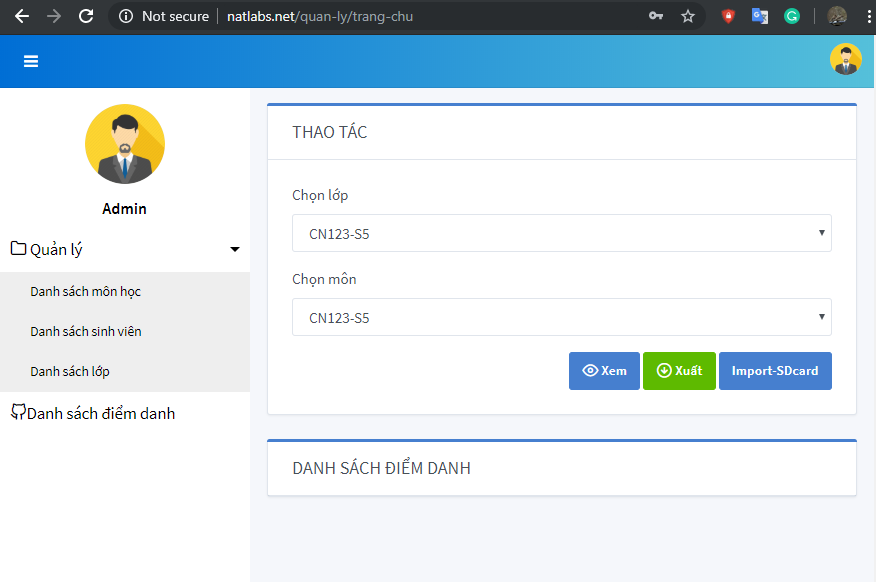 Not secure
natlabs.net/quan-ly/trang-chu
Admin
Quản lý
Danh sách môn học
Danh sách sinh viên
Danh sách lớp
Danh sách điểm danh
THAO TÁC
Chọn lớp
CN123-S5
Chọn môn
CN123-S5
Xem
Xuất
Import-SDcard
DANH SÁCH ĐIỂM DANH